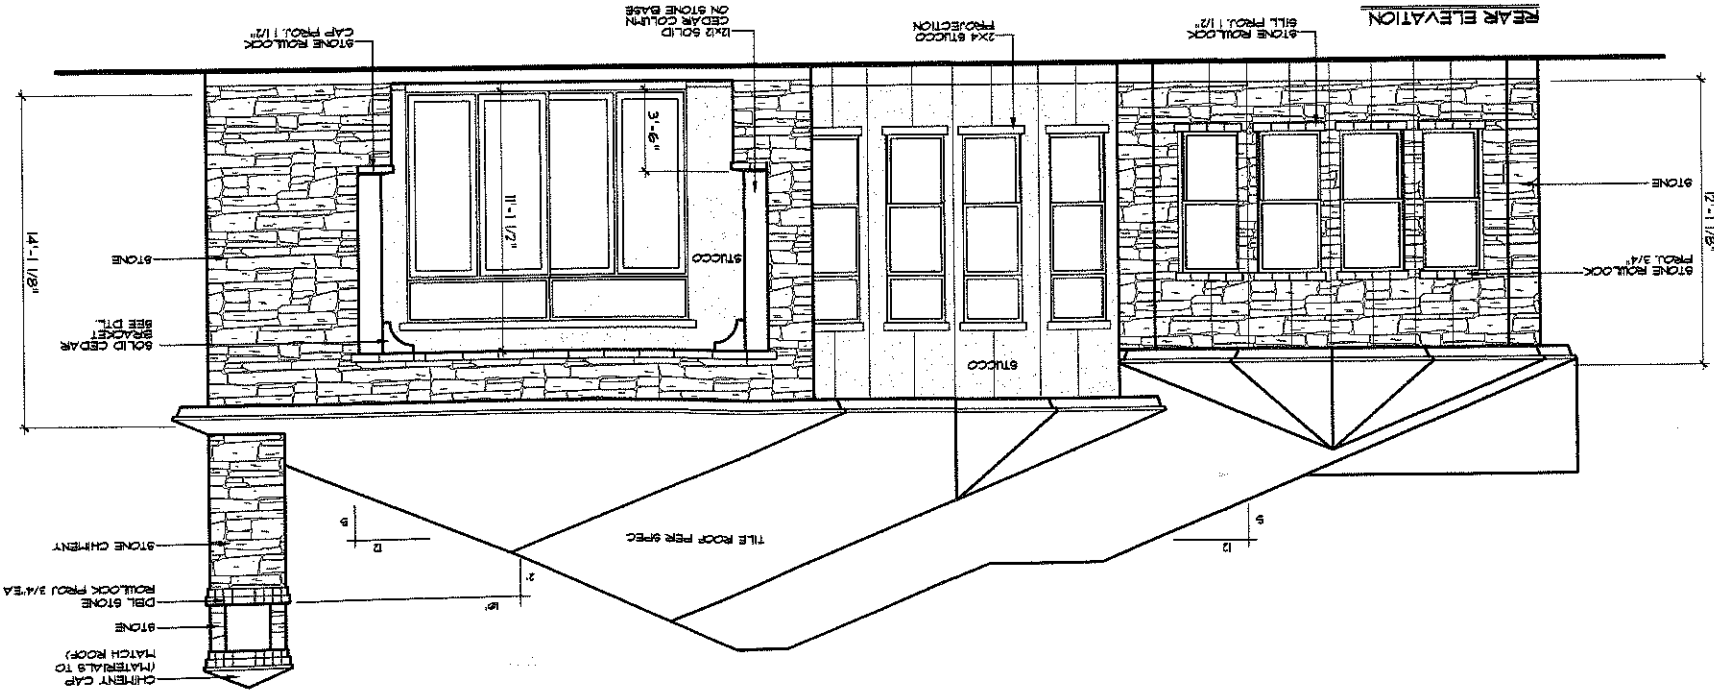 CHIMENY CAP
(MATERIALS TO
MATCH ROOF)
STONE
DBL STONE
ROWLOCK PROJ. 3/4"EA
STONE CHIMENY
10'
2'
12
5
12
5
TILE ROOF PER SPEC
14'-1 1/8"
12'-1 1/8"
STUCCO
SOLID CEDAR
BRACKET
SEE DTL.
STONE ROWLOCK
PROJ. 3/4"
STONE
STUCCO
11'-1 1/2"
STONE
3'-6"
REAR ELEVATION
STONE ROWLOCK
SILL PROJ. 1 1/2"
2X4 STUCCO
PROJECTION
12x12 SOLID
CEDAR COLUMN
ON STONE BASE
STONE ROWLOCK
CAP PROJ. 1 1/2"